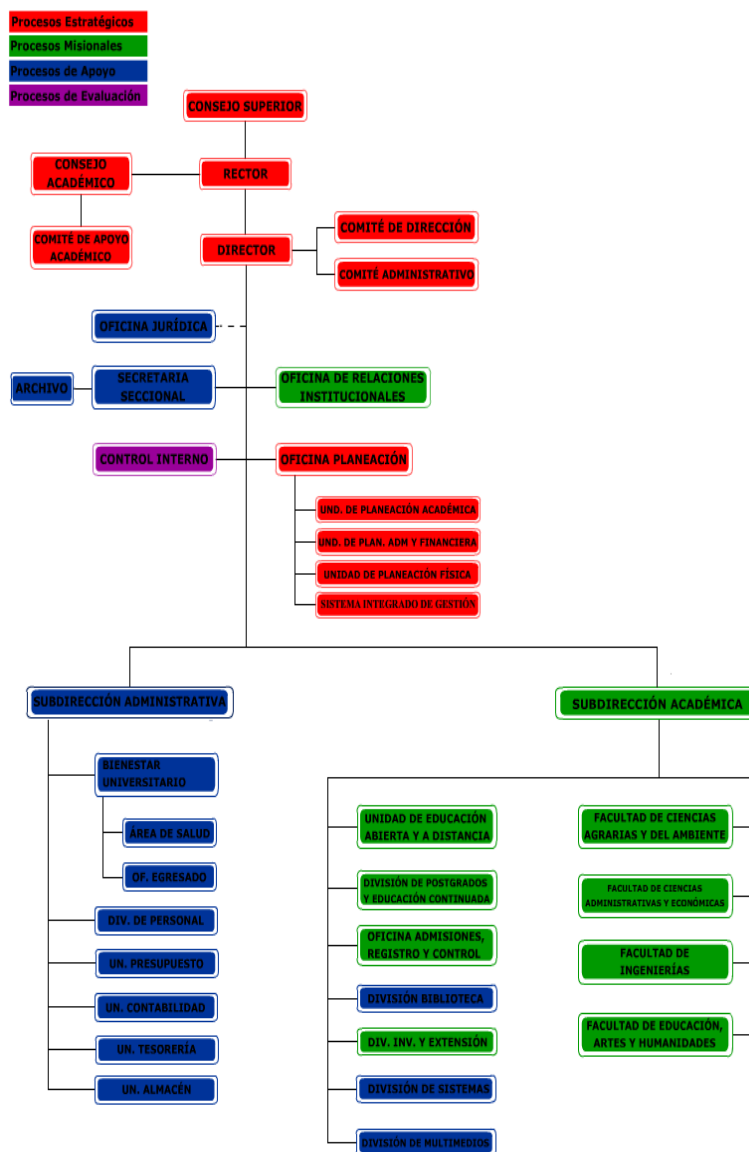 Procesos Estratégicos
Procesos Misionales
Procesos de Apoyo
Procesos de Evaluación
CONSEJO SUPERIOR
CONSEJO
ACADÉMICO
RECTOR
COMITÉ DE APOYO
ACADÉMICO
DIRECTOR
COMITÉ DE DIRECCIÓN
COMITÉ ADMINISTRATIVO
OFICINA JURÍDICA
ARCHIVO
SECRETARIA
SECCIONAL
OFICINA DE RELACIONES
INSTITUCIONALES
CONTROL INTERNO
OFICINA PLANEACIÓN
UND. DE PLANEACIÓN ACADÉMICA
UND. DE PLAN. ADM Y FINANCIERA
UNIDAD DE PLANEACIÓN FÍSICA
SISTEMA INTEGRADO DE GESTIÓN
SUBDIRECCIÓN ADMINISTRATIVA
BIENESTAR
UNIVERSITARIO
ÁREA DE SALUD
OF. EGRESADO
DIV. DE PERSONAL
UN. PRESUPUESTO
UN. CONTABILIDAD
UN. TESORERÍA
UN. ALMACÉN
SUBDIRECCIÓN ACADÉMICA
UNIDAD DE EDUCACIÓN
ABIERTA Y A DISTANCIA
DIVISIÓN DE POSTGRADOS
Y EDUCACIÓN CONTINUADA
OFICINA ADMISIONES,
REGISTRO Y CONTROL
DIVISIÓN BIBLIOTECA
DIV. INV. Y EXTENSIÓN
DIVISIÓN DE SISTEMAS
DIVISIÓN DE MULTIMEDIOS
FACULTAD DE CIENCIAS
AGRARIAS Y DEL AMBIENTE
FACULTAD DE CIENCIAS
ADMINISTRATIVAS Y ECONÓMICAS
FACULTAD DE
INGENIERÍAS
FACULTAD DE EDUCACIÓN,
ARTES Y HUMANIDADES